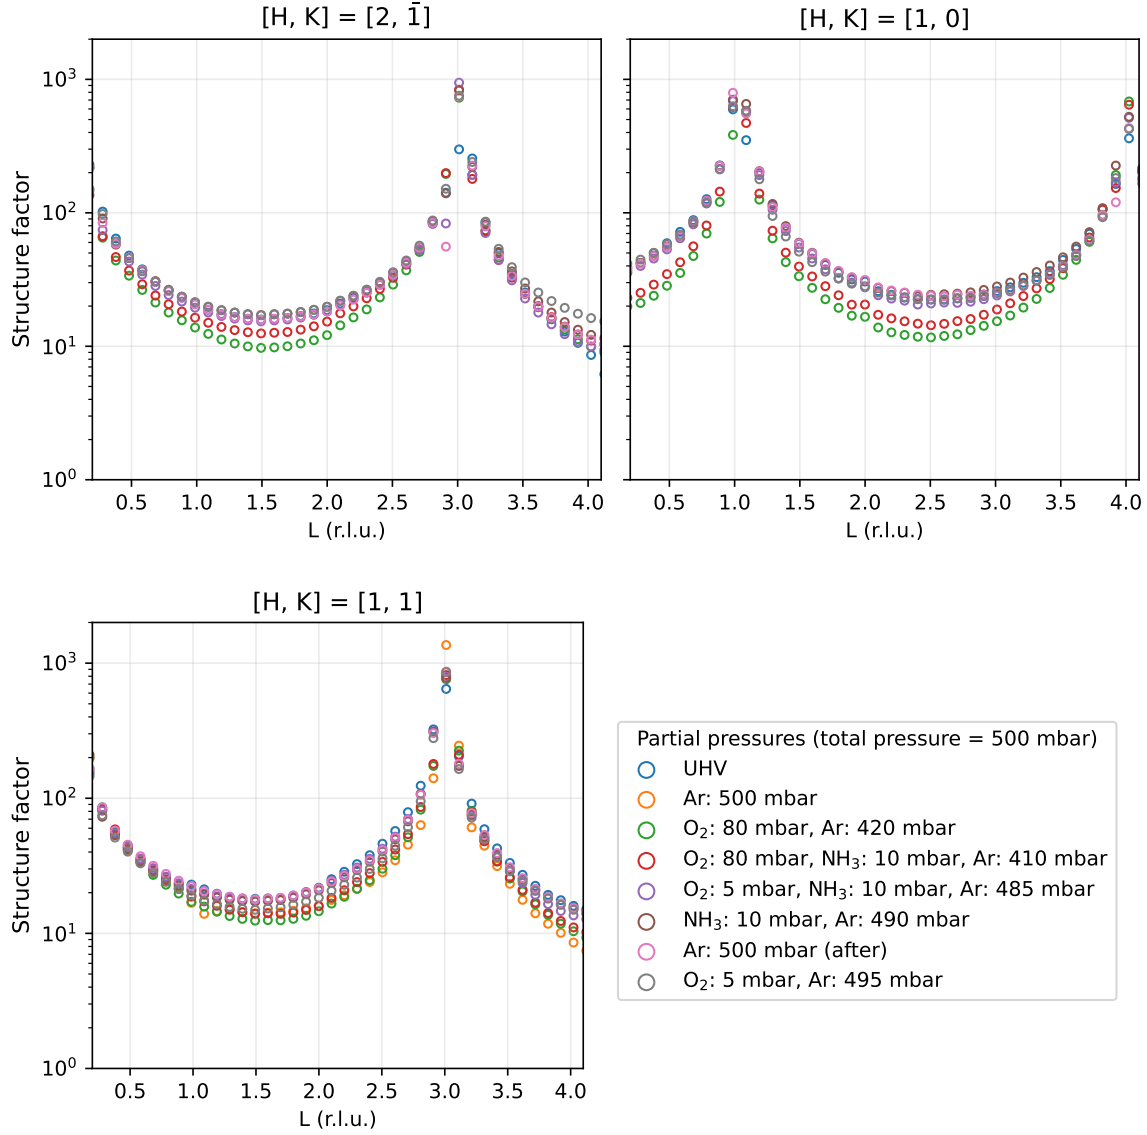 [H, K] = [2, 1̄]
10³
10²
10¹
10⁰
Structure factor
0.5 1.0 1.5 2.0 2.5 3.0 3.5 4.0
L (r.l.u.)
[H, K] = [1, 0]
0.5 1.0 1.5 2.0 2.5 3.0 3.5 4.0
L (r.l.u.)
[H, K] = [1, 1]
10³
10²
10¹
10⁰
Structure factor
0.5 1.0 1.5 2.0 2.5 3.0 3.5 4.0
L (r.l.u.)
Partial pressures (total pressure = 500 mbar)
UHV
Ar: 500 mbar
O₂: 80 mbar, Ar: 420 mbar
O₂: 80 mbar, NH₃: 10 mbar, Ar: 410 mbar
O₂: 5 mbar, NH₃: 10 mbar, Ar: 485 mbar
NH₃: 10 mbar, Ar: 490 mbar
Ar: 500 mbar (after)
O₂: 5 mbar, Ar: 495 mbar